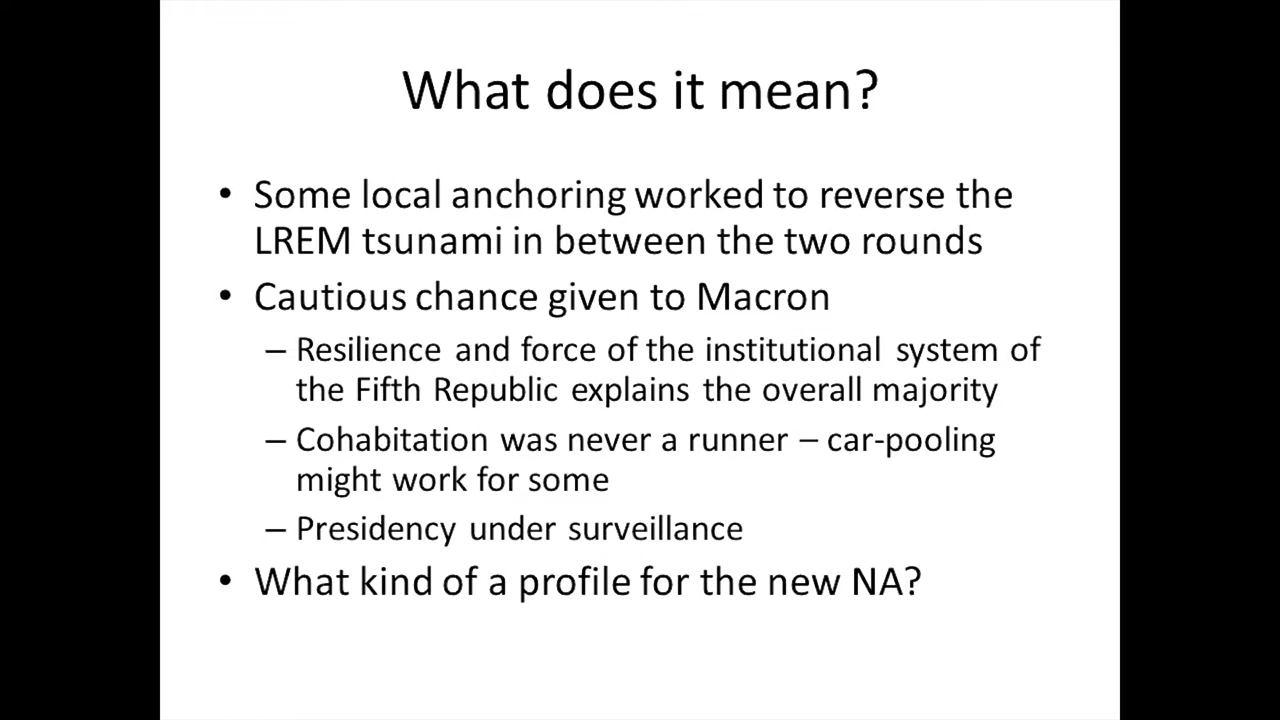 What does it mean?
• Some local anchoring worked to reverse the
LREM tsunami in between the two rounds
• Cautious chance given to Macron
– Resilience and force of the institutional system of
the Fifth Republic explains the overall majority
– Cohabitation was never a runner – car-pooling
might work for some
– Presidency under surveillance
• What kind of a profile for the new NA?